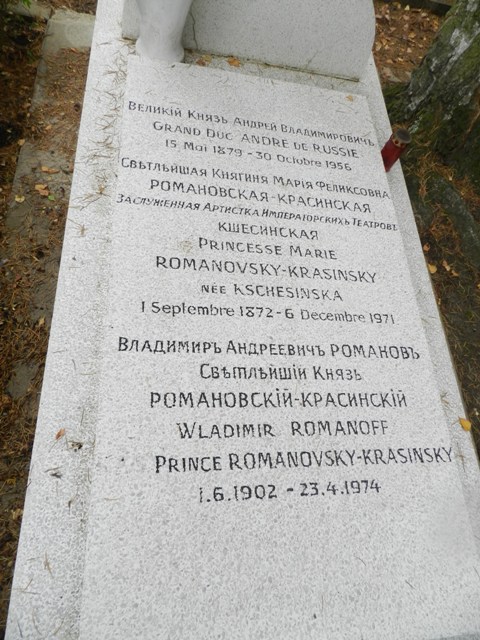 Великій Князь Андрей Владимировичъ
Grand Duc André de Russie
15 Mai 1879 - 30 Octubre 1956
Свѣтлѣйшая Княгиня Марія Феликсовна
РОМАНОВСКАЯ-КРАСИНСКАЯ
Заслуженная Артистка Императорскихъ Театровъ
КШЕСИНСКАЯ
Princesse Marie
ROMANOVSKY-KRASINSKY
née KSCHESINSKA
1 Septembre 1872 - 6 Decembre 1971
Владимиръ Андреевичъ РОМАНОВЪ
Свѣтлѣйшій Князь
РОМАНОВСКІЙ-КРАСИНСКІЙ
WLADIMIR ROMANOFF
Prince ROMANOVSKY-KRASINSKY
1.6.1902 - 23.4.1974